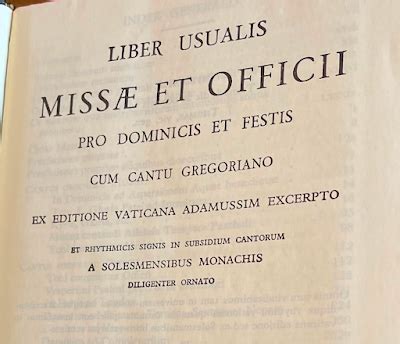 LIBER USUALIS
MISSÆ ET OFFICII
PRO DOMINICIS ET FESTIS
CUM CANTU GREGORIANO
EX EDITIONE VATICANA ADAMUSSIM EXCERPTO
ET RHYTHMICIS SIGNIS IN SUBSIDIUM CANTORUM
A SOLESMENSIBUS MONACHIS
DILIGENTER ORNATO